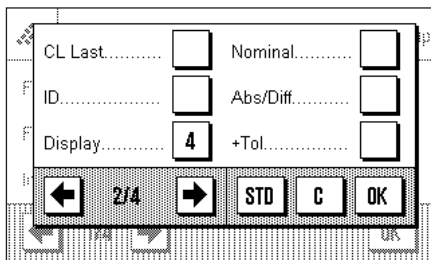 CL Last........... Nominal...........
ID.................. Abs/Diff...........
Display........... 4 +Tol..............
2/4 STD C OK